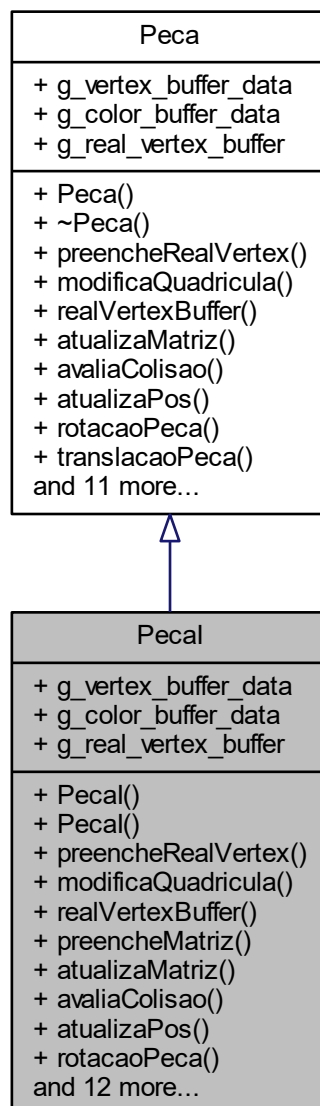 Peca
+ g_vertex_buffer_data
+ g_color_buffer_data
+ g_real_vertex_buffer
+ Peca()
+ ~Peca()
+ preencheRealVertex()
+ modificaQuadricula()
+ realVertexBuffer()
+ atualizaMatriz()
+ avaliaColisao()
+ atualizaPos()
+ rotacaoPeca()
+ translacaoPeca()
and 11 more...
PecaI
+ g_vertex_buffer_data
+ g_color_buffer_data
+ g_real_vertex_buffer
+ PecaI()
+ PecaI()
+ preencheRealVertex()
+ modificaQuadricula()
+ realVertexBuffer()
+ preencheMatriz()
+ atualizaMatriz()
+ avaliaColisao()
+ atualizaPos()
+ rotacaoPeca()
and 12 more...